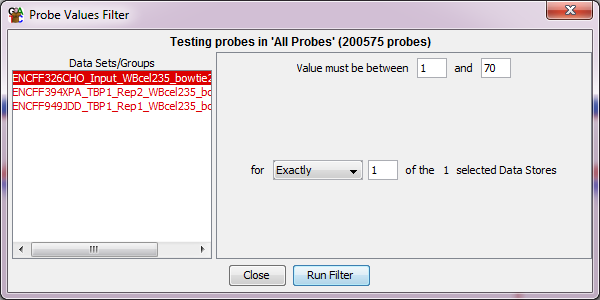 Probe Values Filter
Testing probes in 'All Probes' (200575 probes)
Data Sets/Groups
ENCFF326CHO_Input_WBcel235_bowtie2
ENCFF394XPA_TBP1_Rep2_WBcel235_bo
ENCFF949JDD_TBP1_Rep1_WBcel235_bo
Value must be between 1 and 70
for Exactly 1 of the 1 selected Data Stores
Close Run Filter